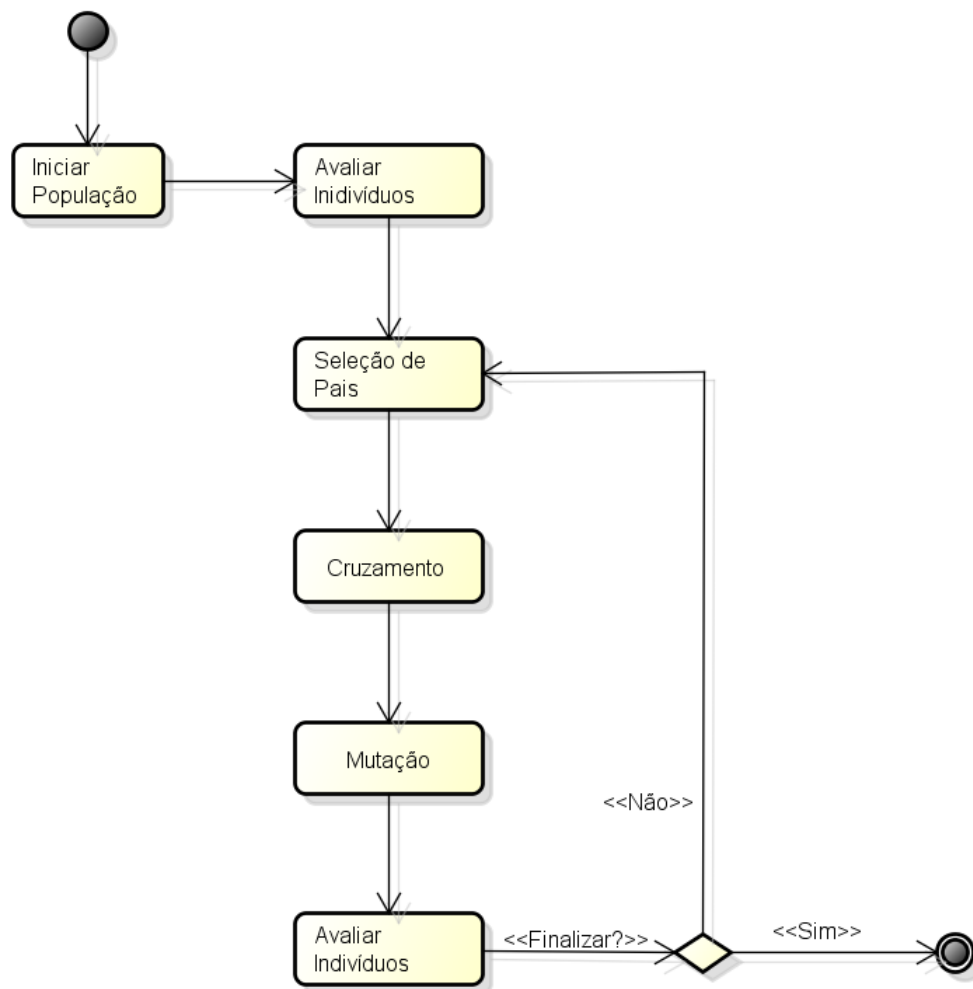 Iniciar
População
Avaliar
Inidivíduos
Seleção de
Pais
Cruzamento
Mutação
<<Não>>
Avaliar
Indivíduos
<<Finalizar?>>
<<Sim>>